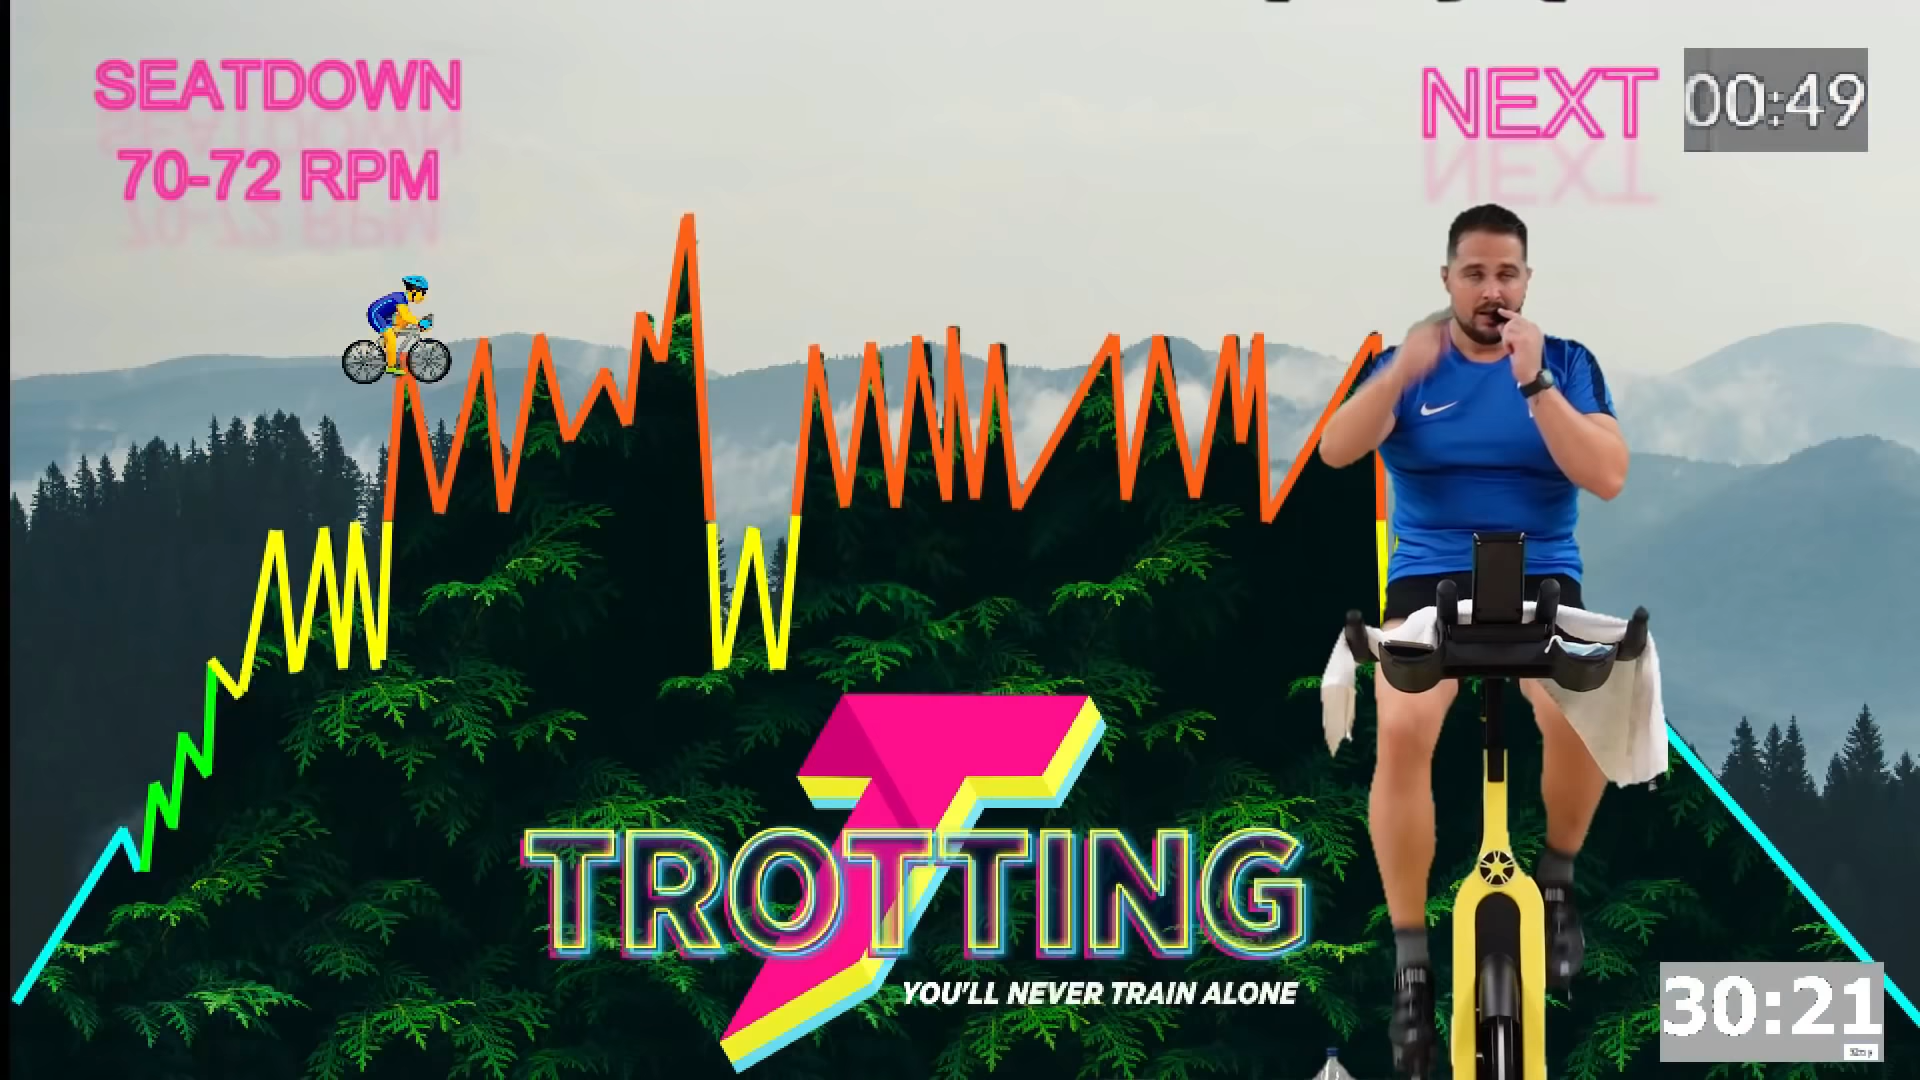 SEATDOWN
70-72 RPM
NEXT 00:49
TROTTING
YOU'LL NEVER TRAIN ALONE
30:21